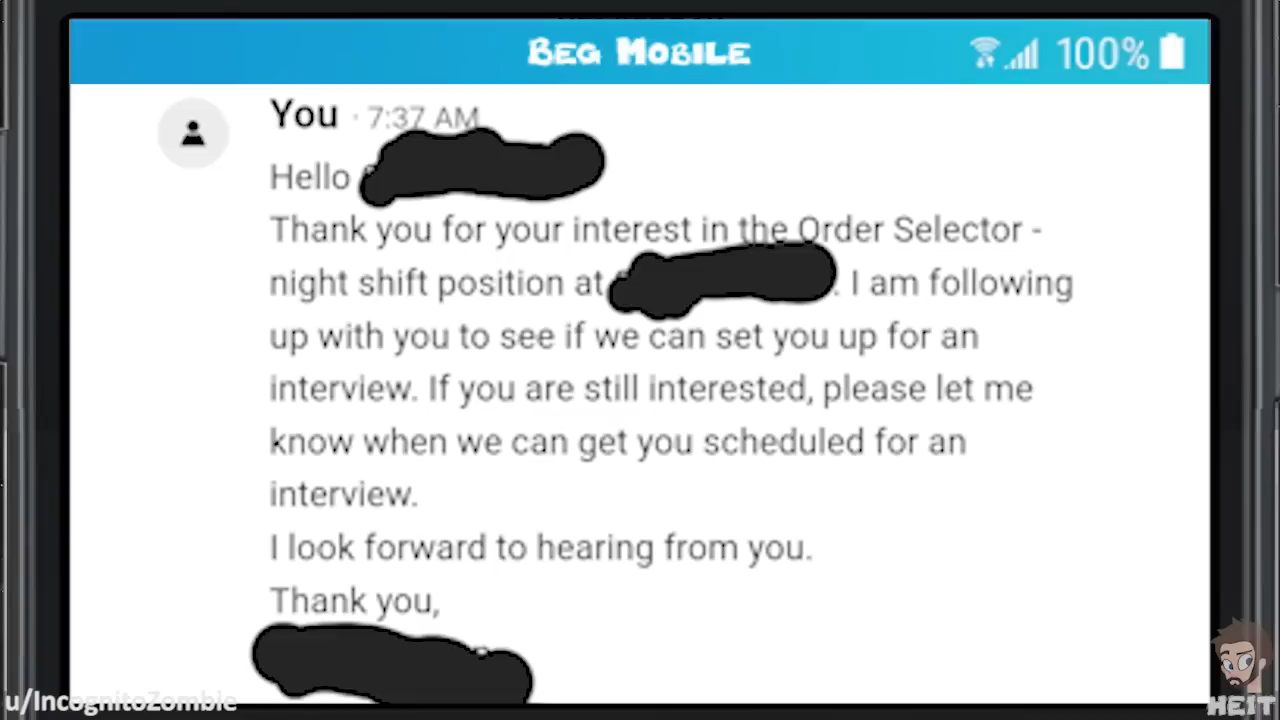 Beg Mobile
100%
You · 7:37 AM
Hello
Thank you for your interest in the Order Selector -
night shift position at . I am following
up with you to see if we can set you up for an
interview. If you are still interested, please let me
know when we can get you scheduled for an
interview.
I look forward to hearing from you.
Thank you,
u/IncognitoZombie
HEIT